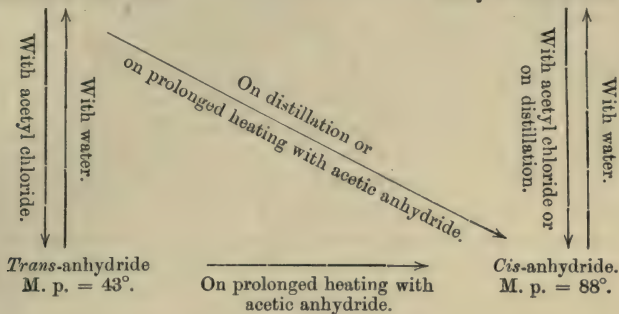 With acetyl chloride.
With water.
On distillation or
on prolonged heating with acetic anhydride.
With acetyl chloride or
on distillation.
With water.
Trans-anhydride
M. p. = 43°.
On prolonged heating with
acetic anhydride.
Cis-anhydride.
M. p. = 88°.